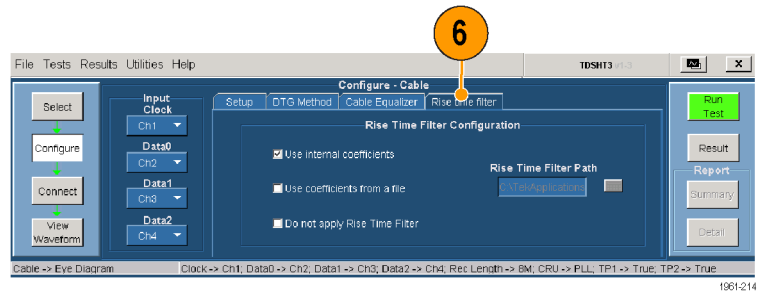 6
File Tests Results Utilities Help
TDSHT3 v1-3
X
Configure - Cable
Select
Configure
Connect
View
Waveform
Input
Clock
Ch1
Data0
Ch2
Data1
Ch3
Data2
Ch4
Setup DTG Method Cable Equalizer Rise time filter
Rise Time Filter Configuration
Use internal coefficients
Use coefficients from a file
Do not apply Rise Time Filter
Rise Time Filter Path
C:\TekApplications
Run
Test
Result
Report
Summary
Detail
Cable -> Eye Diagram Clock -> Ch1; Data0 -> Ch2; Data1 -> Ch3; Data2 -> Ch4; Rec Length -> 8M; CRU -> PLL; TP1 -> True; TP2 -> True
1961-214